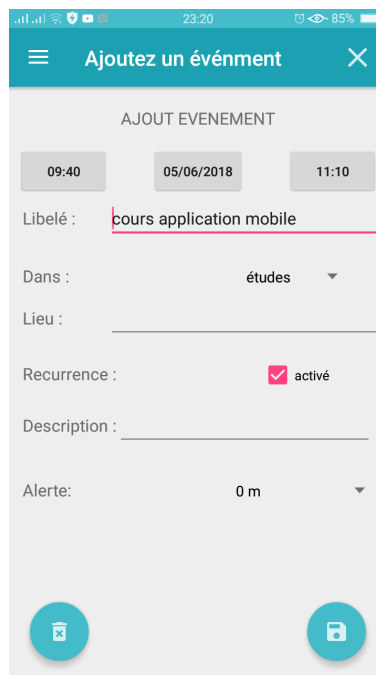 23:20 85%
Ajoutez un événment
AJOUT EVENEMENT
09:40 05/06/2018 11:10
Libelé : cours application mobile
Dans : études
Lieu :
Recurrence : activé
Description :
Alerte: 0 m